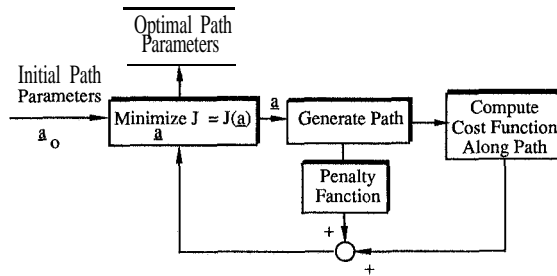 Optimal Path
Parameters
Initial Path
Parameters
a o
Minimize J = J(a)
a
a
Generate Path
Compute
Cost Function
Along Path
Penalty
Fanction
+
+